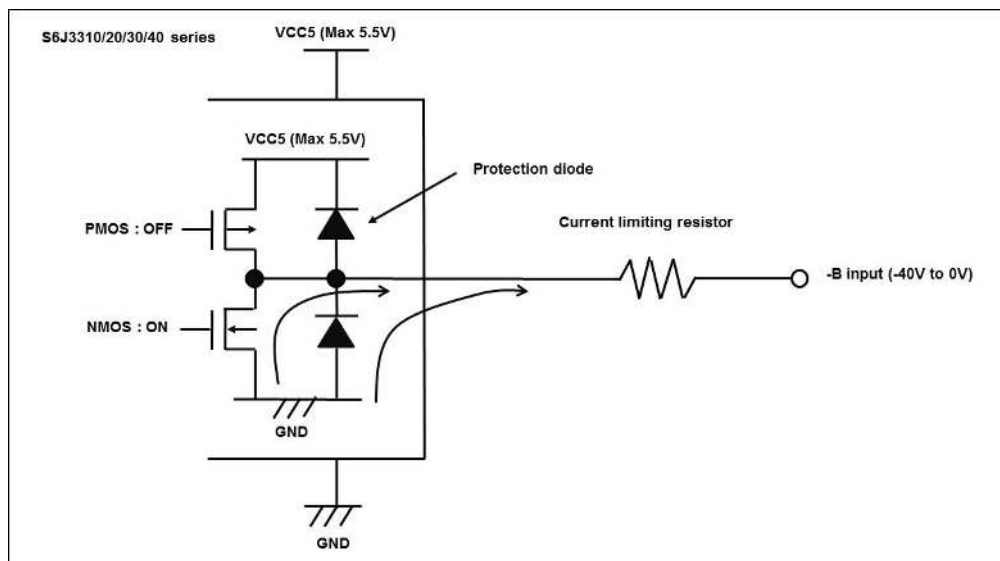 S6J3310/20/30/40 series
VCC5 (Max 5.5V)
VCC5 (Max 5.5V)
Protection diode
Current limiting resistor
PMOS : OFF
-B input (-40V to 0V)
NMOS : ON
GND
GND